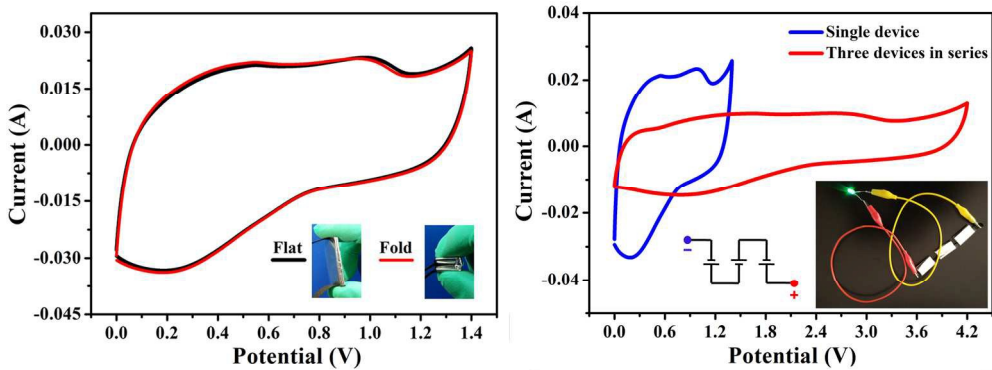 0.030
0.015
0.000
-0.015
-0.030
-0.045
Current (A)
0.0 0.2 0.4 0.6 0.8 1.0 1.2 1.4
Potential (V)
Flat Fold
0.04
0.02
0.00
-0.02
-0.04
Current (A)
Single device
Three devices in series
−
+
0.0 0.6 1.2 1.8 2.4 3.0 3.6 4.2
Potential (V)